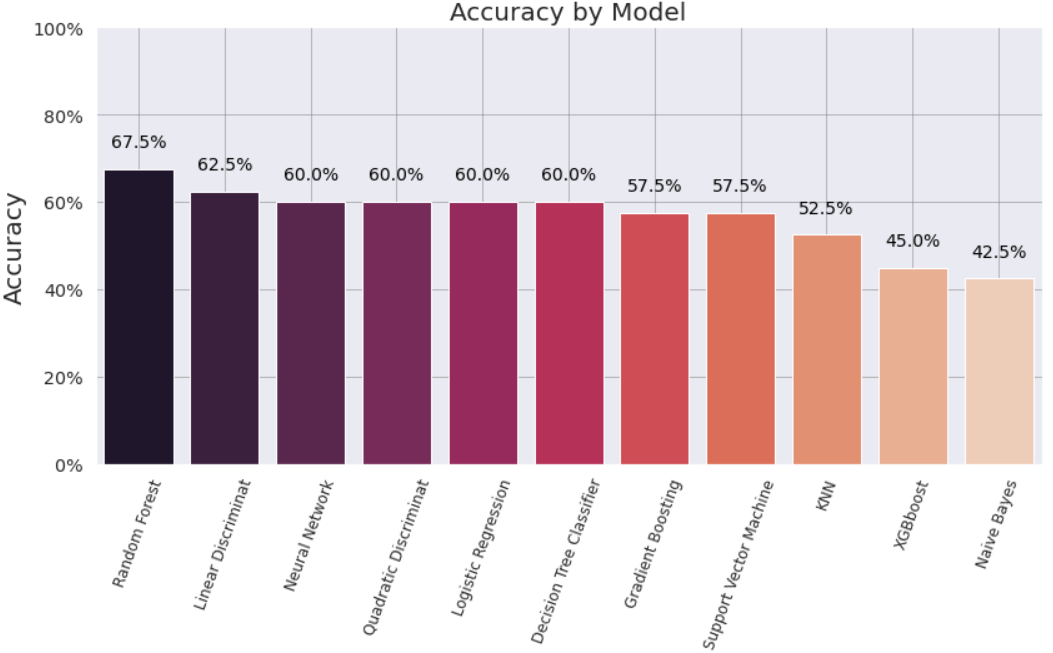 Accuracy by Model
Accuracy
100%
80%
60%
40%
20%
0%
67.5%
62.5%
60.0%
60.0%
60.0%
60.0%
57.5%
57.5%
52.5%
45.0%
42.5%
Random Forest
Linear Discriminat
Neural Network
Quadratic Discriminat
Logistic Regression
Decision Tree Classifier
Gradient Boosting
Support Vector Machine
KNN
XGBboost
Naive Bayes